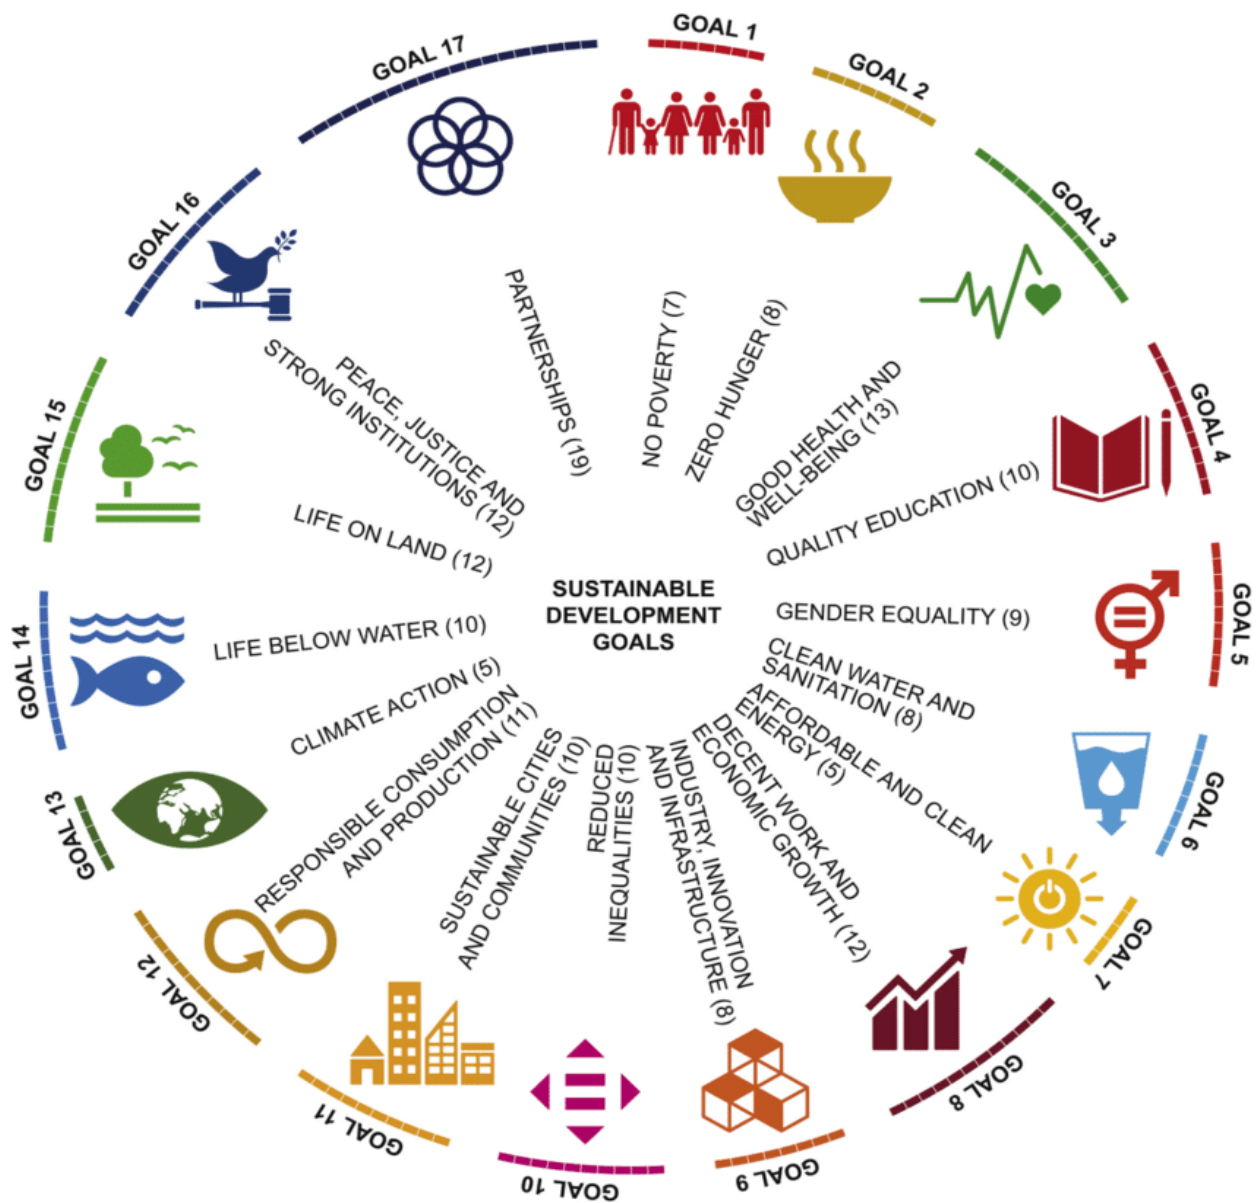 GOAL 1
GOAL 2
GOAL 3
GOAL 4
GOAL 5
GOAL 6
GOAL 7
GOAL 8
GOAL 9
GOAL 10
GOAL 11
GOAL 12
GOAL 13
GOAL 14
GOAL 15
GOAL 16
GOAL 17
NO POVERTY (7)
ZERO HUNGER (8)
GOOD HEALTH AND
WELL-BEING (13)
QUALITY EDUCATION (10)
GENDER EQUALITY (9)
CLEAN WATER AND
SANITATION (8)
AFFORDABLE AND CLEAN
ENERGY (5)
DECENT WORK AND
ECONOMIC GROWTH (12)
INDUSTRY, INNOVATION
AND INFRASTRUCTURE (8)
REDUCED
INEQUALITIES (10)
SUSTAINABLE CITIES
AND COMMUNITIES (10)
RESPONSIBLE CONSUMPTION
AND PRODUCTION (11)
CLIMATE ACTION (5)
LIFE BELOW WATER (10)
LIFE ON LAND (12)
PEACE, JUSTICE AND
STRONG INSTITUTIONS (12)
PARTNERSHIPS (19)
SUSTAINABLE
DEVELOPMENT
GOALS